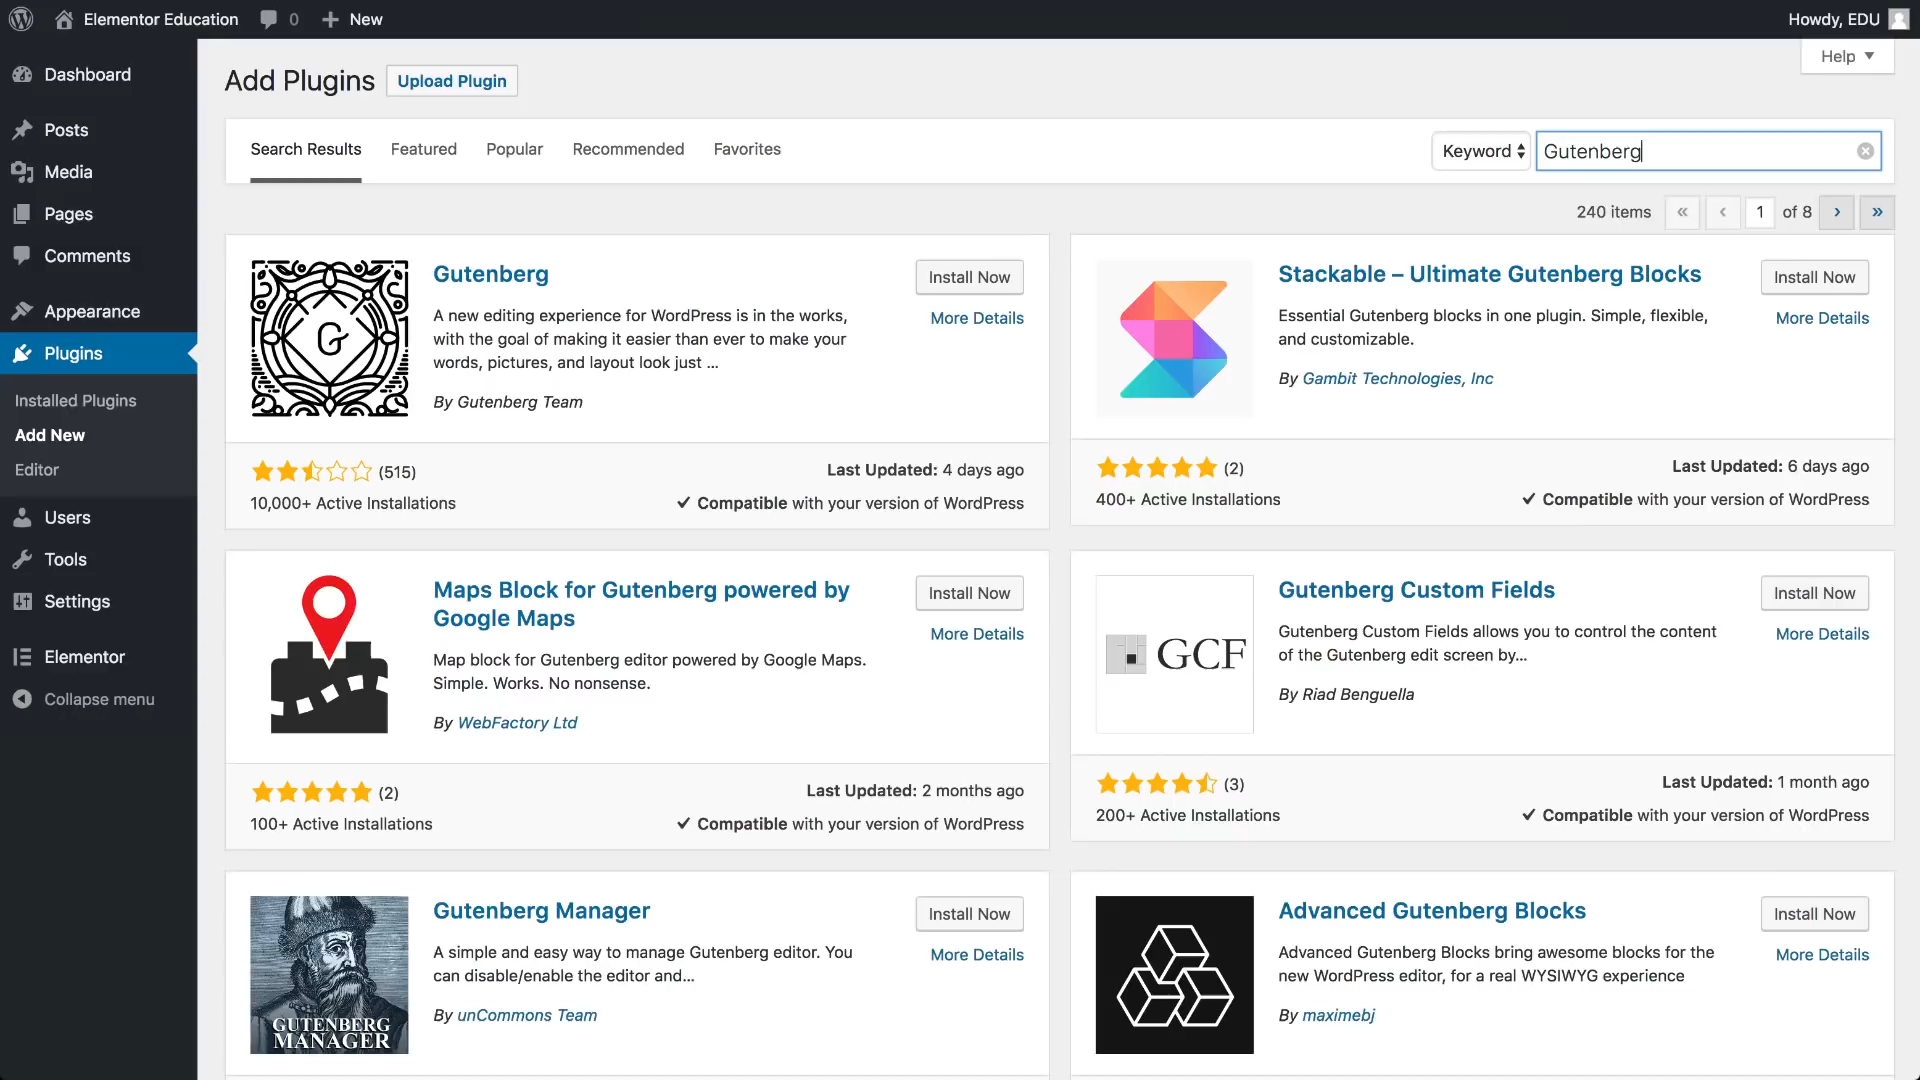 Elementor Education
0
New
Howdy, EDU
Dashboard
Posts
Media
Pages
Comments
Appearance
Plugins
Installed Plugins
Add New
Editor
Users
Tools
Settings
Elementor
Collapse menu
Help ▼
Add Plugins
Upload Plugin
Search Results
Featured
Popular
Recommended
Favorites
Keyword
Gutenberg
240 items
«
‹
1
of 8
›
»
Gutenberg
Install Now
More Details
A new editing experience for WordPress is in the works,
with the goal of making it easier than ever to make your
words, pictures, and layout look just ...
By Gutenberg Team
G
(515)
Last Updated: 4 days ago
10,000+ Active Installations
✓ Compatible with your version of WordPress
Stackable – Ultimate Gutenberg Blocks
Install Now
More Details
Essential Gutenberg blocks in one plugin. Simple, flexible,
and customizable.
By Gambit Technologies, Inc
(2)
Last Updated: 6 days ago
400+ Active Installations
✓ Compatible with your version of WordPress
Maps Block for Gutenberg powered by
Google Maps
Install Now
More Details
Map block for Gutenberg editor powered by Google Maps.
Simple. Works. No nonsense.
By WebFactory Ltd
(2)
Last Updated: 2 months ago
100+ Active Installations
✓ Compatible with your version of WordPress
GCF
Gutenberg Custom Fields
Install Now
More Details
Gutenberg Custom Fields allows you to control the content
of the Gutenberg edit screen by...
By Riad Benguella
(3)
Last Updated: 1 month ago
200+ Active Installations
✓ Compatible with your version of WordPress
GUTENBERG
MANAGER
Gutenberg Manager
Install Now
More Details
A simple and easy way to manage Gutenberg editor. You
can disable/enable the editor and...
By unCommons Team
Advanced Gutenberg Blocks
Install Now
More Details
Advanced Gutenberg Blocks bring awesome blocks for the
new WordPress editor, for a real WYSIWYG experience
By maximebj